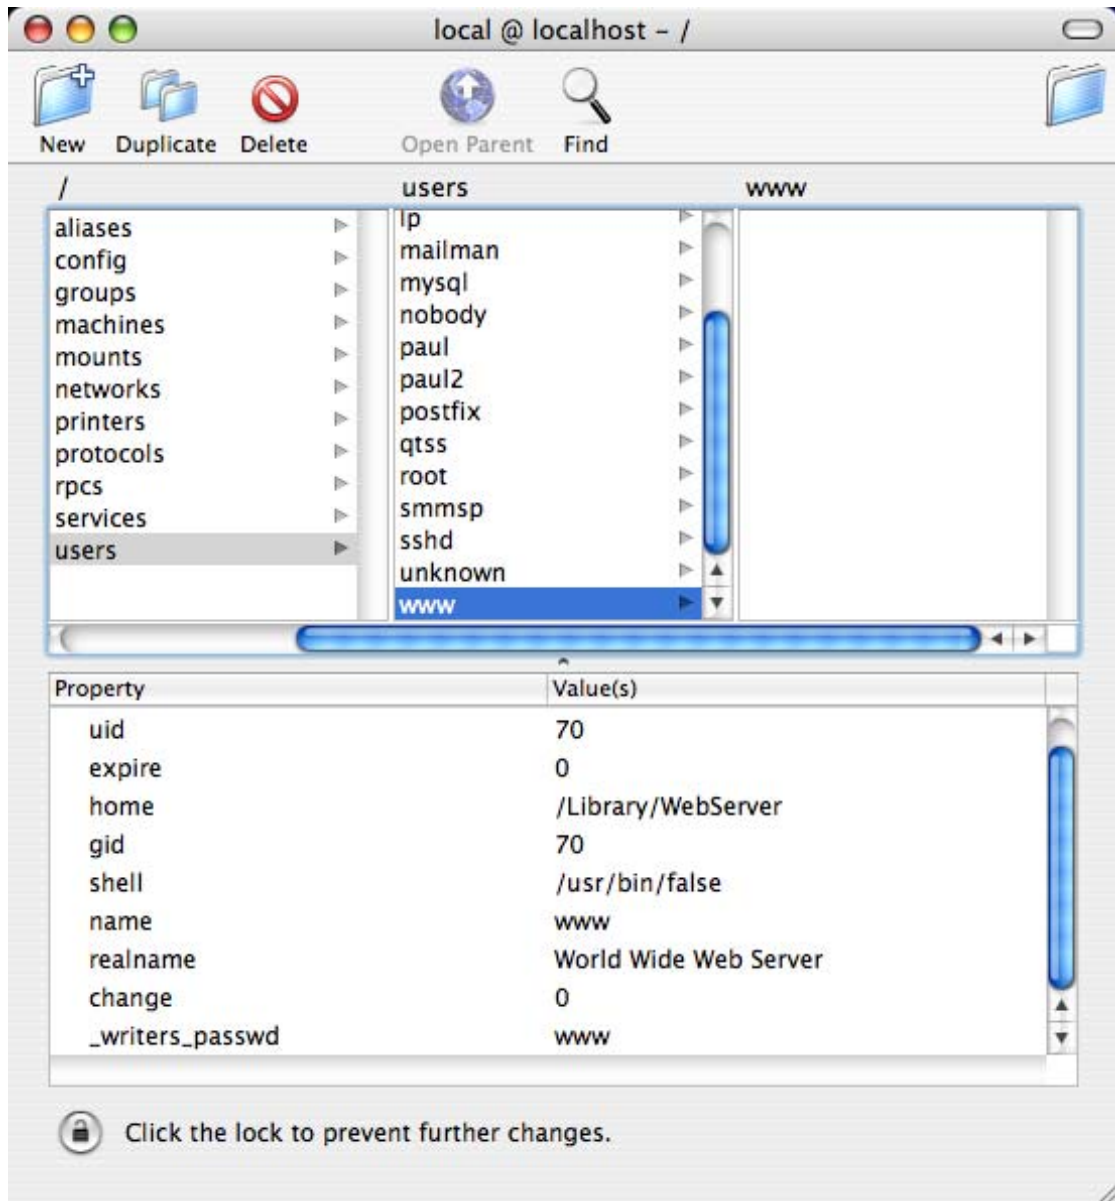 local @ localhost – /
New Duplicate Delete Open Parent Find
/ users www
aliases
config
groups
machines
mounts
networks
printers
protocols
rpcs
services
users
lp
mailman
mysql
nobody
paul
paul2
postfix
qtss
root
smmsp
sshd
unknown
www
Property Value(s)
uid 70
expire 0
home /Library/WebServer
gid 70
shell /usr/bin/false
name www
realname World Wide Web Server
change 0
_writers_passwd www
Click the lock to prevent further changes.